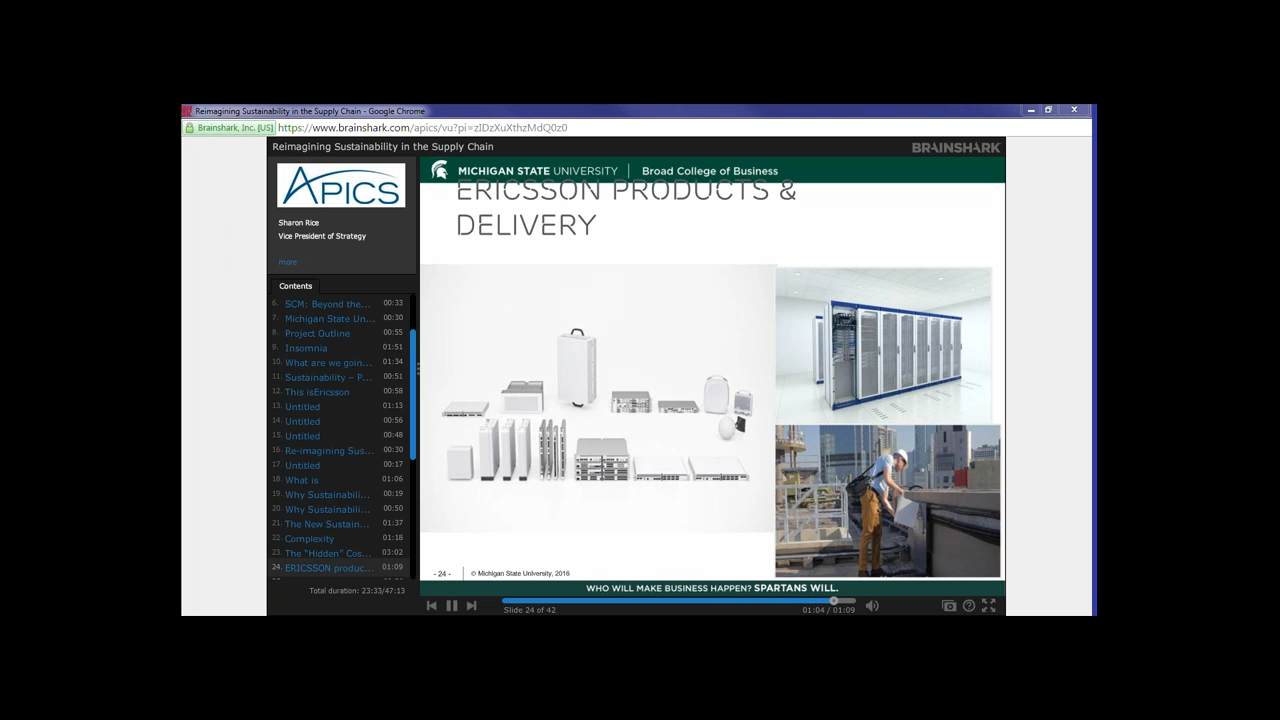 Reimagining Sustainability in the Supply Chain - Google Chrome
Brainshark, Inc. [US] https://www.brainshark.com/apics/vu?pi=zIDzXuXthzMdQ0z0
Reimagining Sustainability in the Supply Chain
BRAINSHARK
APICS
Sharon Rice
Vice President of Strategy
more
Contents
6. SCM: Beyond the... 00:33
7. Michigan State Un... 00:30
8. Project Outline 00:55
9. Insomnia 01:51
10. What are we goin... 01:34
11. Sustainability – P... 00:51
12. This isEricsson 00:58
13. Untitled 01:13
14. Untitled 00:56
15. Untitled 00:48
16. Re-imagining Sus... 00:30
17. Untitled 00:17
18. What is 01:06
19. Why Sustainabili... 00:19
20. Why Sustainabili... 00:50
21. The New Sustain... 01:37
22. Complexity 01:18
23. The "Hidden" Cos... 03:02
24. ERICSSON produc... 01:09
Total duration: 23:33/47:13
MICHIGAN STATE UNIVERSITY | Broad College of Business
ERICSSON PRODUCTS &
DELIVERY
- 24 - © Michigan State University, 2016
WHO WILL MAKE BUSINESS HAPPEN? SPARTANS WILL.
Slide 24 of 42 01:04 / 01:09